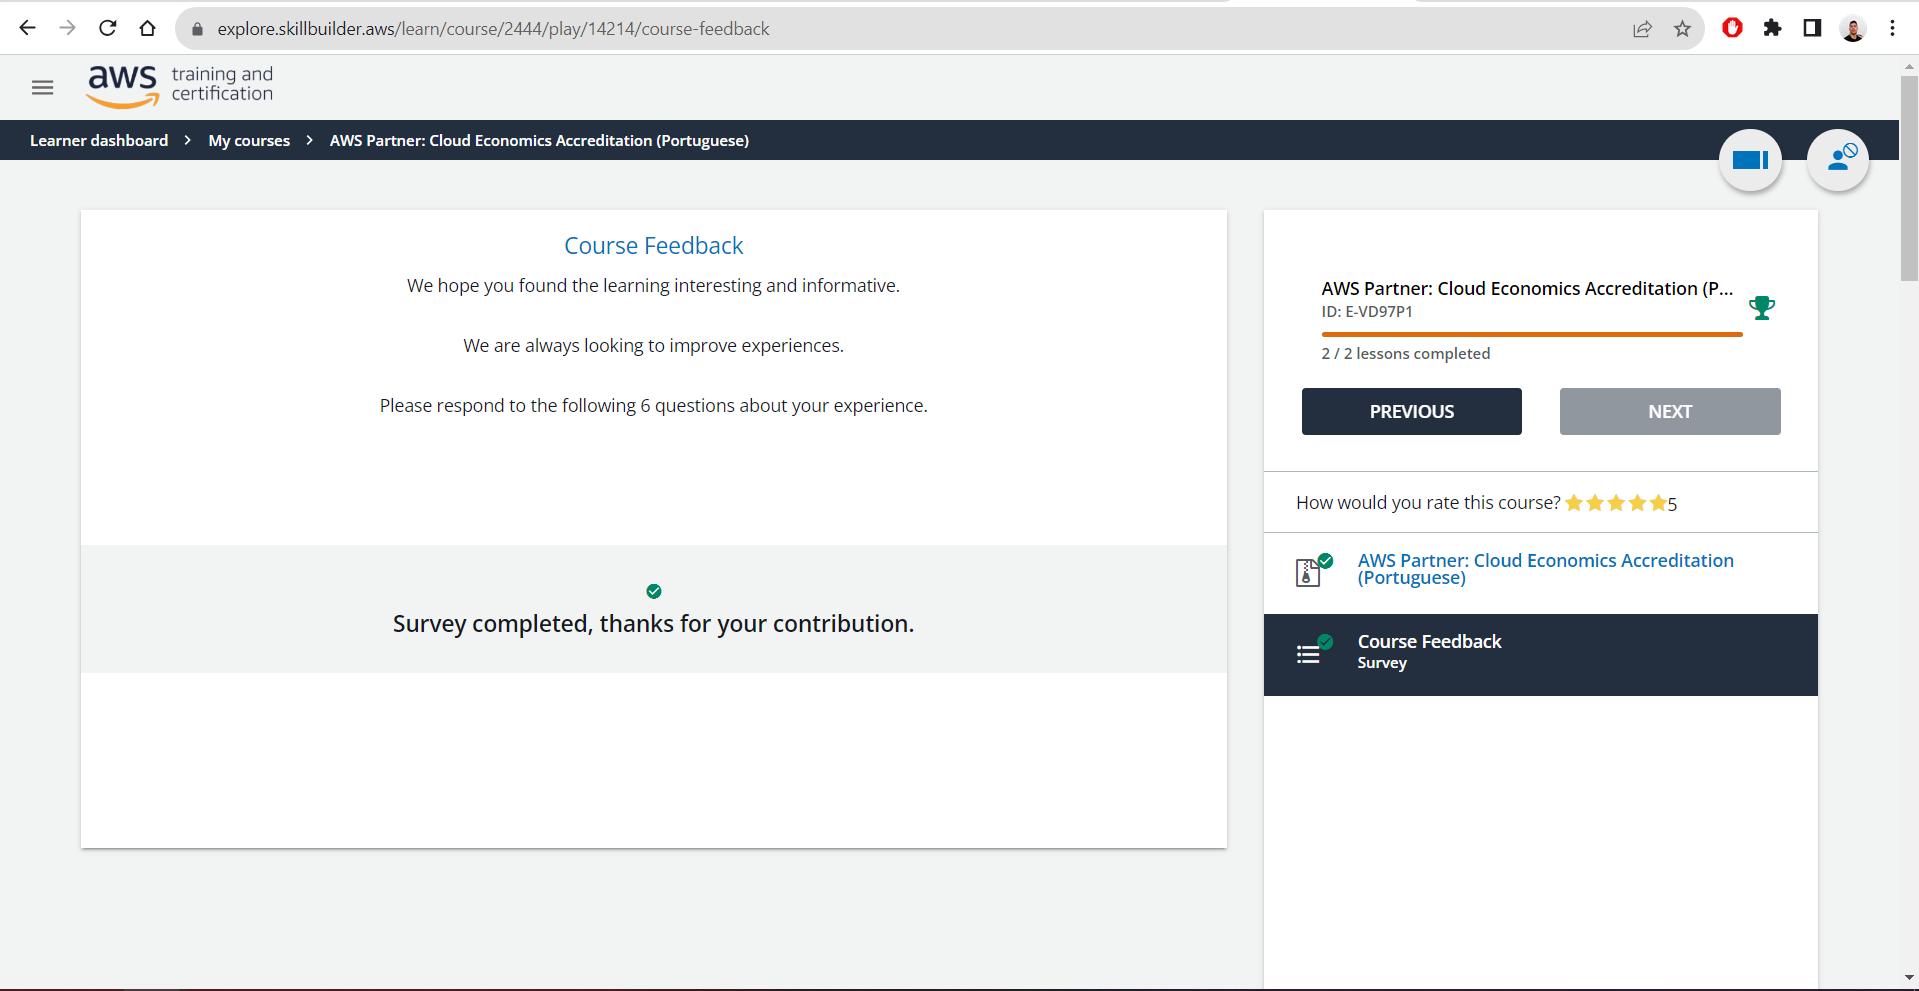 explore.skillbuilder.aws/learn/course/2444/play/14214/course-feedback
aws training and
certification
Learner dashboard > My courses > AWS Partner: Cloud Economics Accreditation (Portuguese)
Course Feedback
We hope you found the learning interesting and informative.
We are always looking to improve experiences.
Please respond to the following 6 questions about your experience.
Survey completed, thanks for your contribution.
AWS Partner: Cloud Economics Accreditation (P...
ID: E-VD97P1
2 / 2 lessons completed
PREVIOUS
NEXT
How would you rate this course? 5
AWS Partner: Cloud Economics Accreditation
(Portuguese)
Course Feedback
Survey